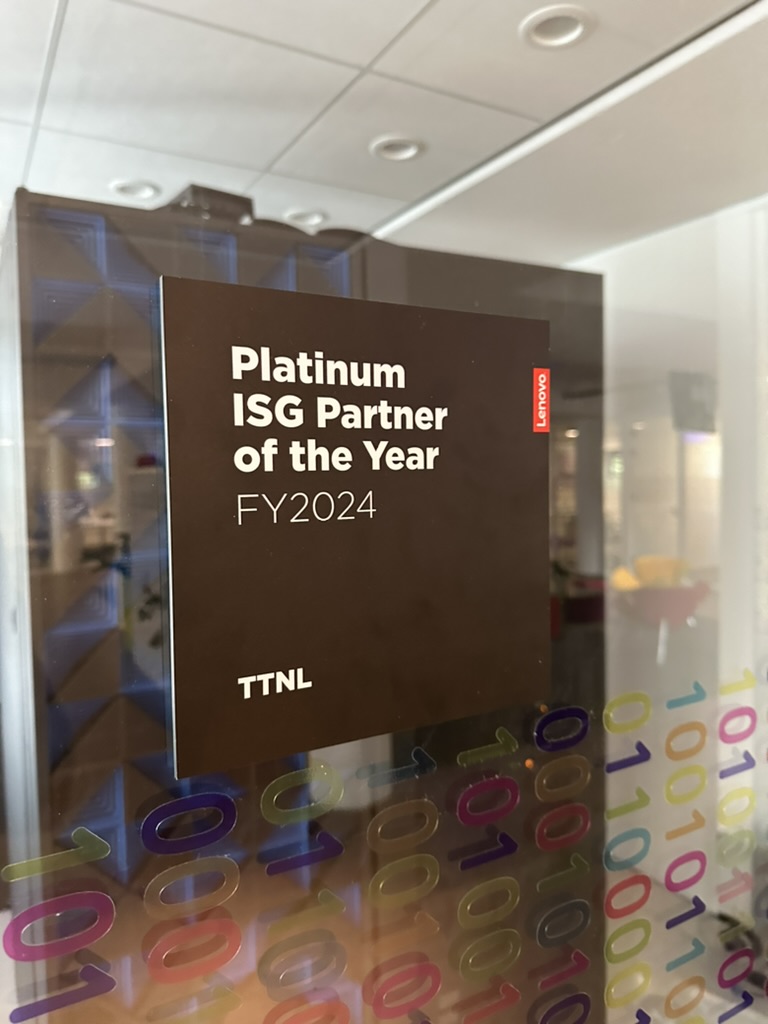 Platinum
ISG Partner
of the Year
FY2024
Lenovo
TTNL